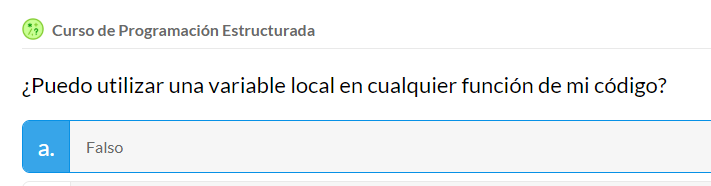 Curso de Programación Estructurada
¿Puedo utilizar una variable local en cualquier función de mi código?
a. Falso